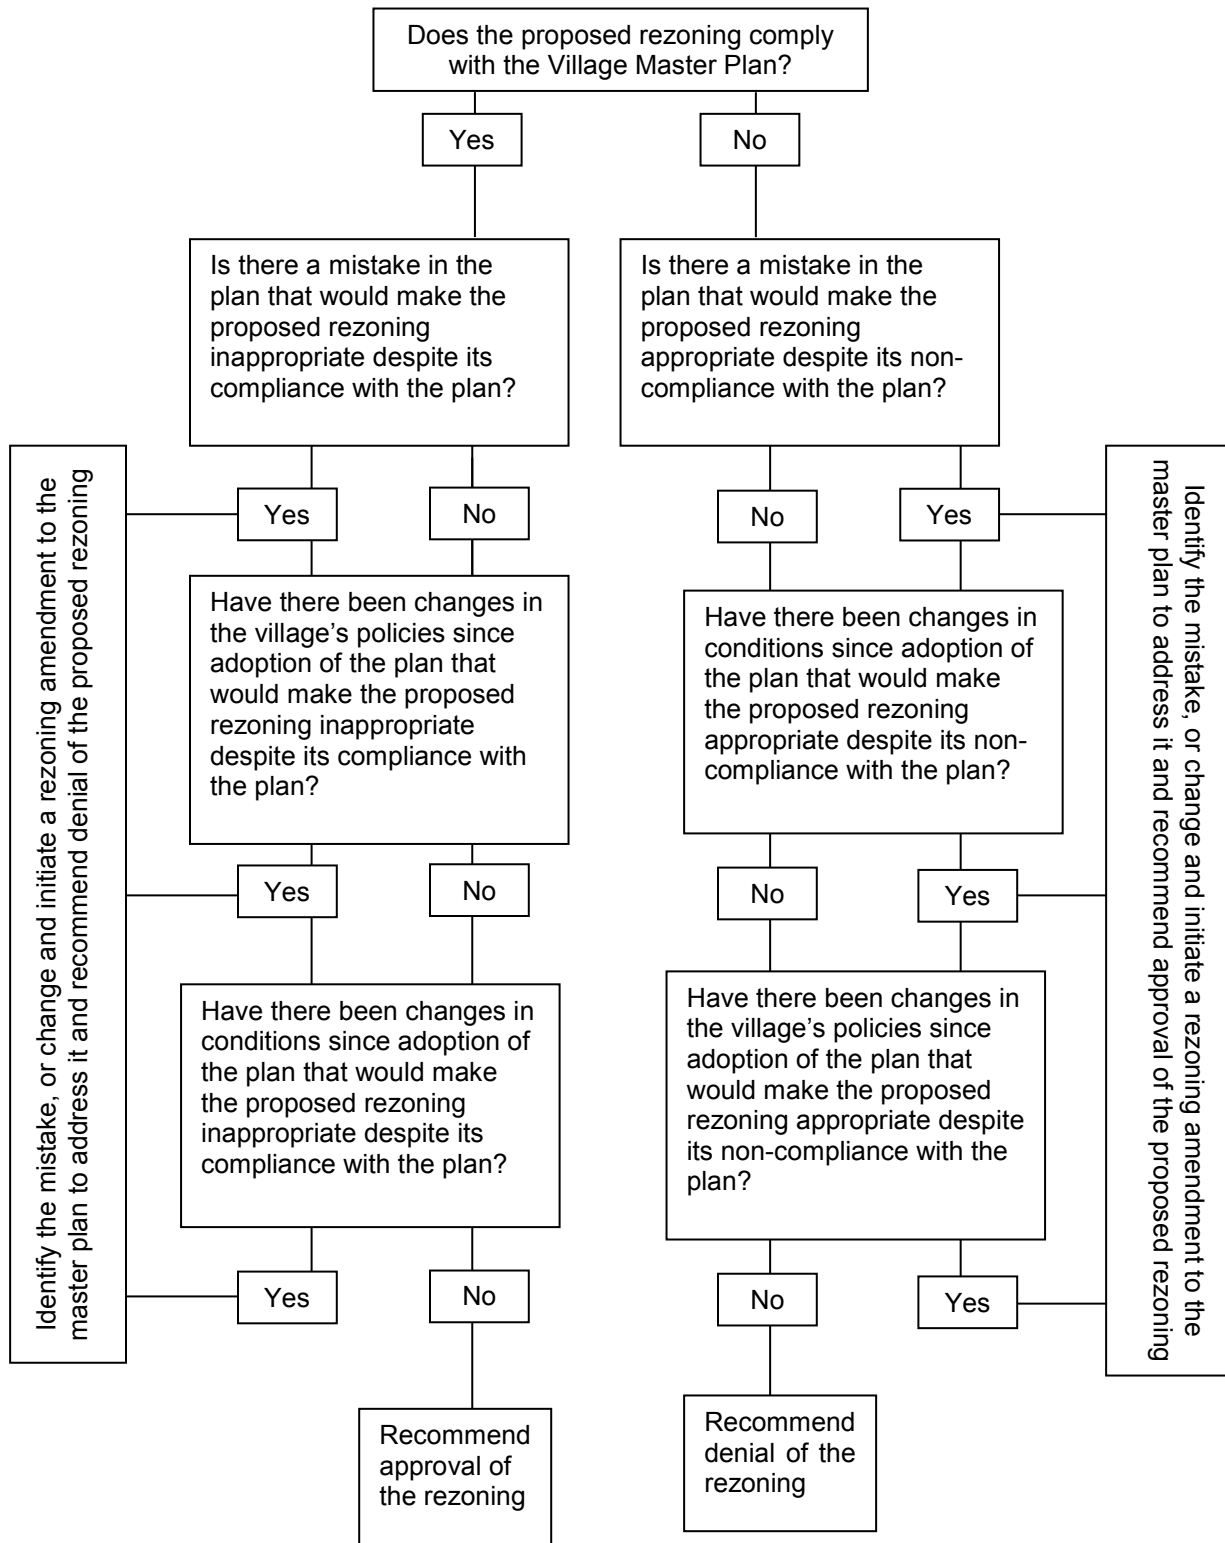 Does the proposed rezoning comply
with the Village Master Plan?
Yes
No
Is there a mistake in the
plan that would make the
proposed rezoning
inappropriate despite its
compliance with the plan?
Is there a mistake in the
plan that would make the
proposed rezoning
appropriate despite its non-
compliance with the plan?
Identify the mistake, or change and initiate a rezoning amendment to the
master plan to address it and recommend denial of the proposed rezoning
Yes
No
No
Yes
Identify the mistake, or change and initiate a rezoning amendment to the
master plan to address it and recommend approval of the proposed rezoning
Have there been changes in
the village’s policies since
adoption of the plan that
would make the proposed
rezoning inappropriate
despite its compliance with
the plan?
Have there been changes in
conditions since adoption of
the plan that would make
the proposed rezoning
appropriate despite its non-
compliance with the plan?
Yes
No
No
Yes
Have there been changes in
conditions since adoption of
the plan that would make
the proposed rezoning
inappropriate despite its
compliance with the plan?
Have there been changes in
the village’s policies since
adoption of the plan that
would make the proposed
rezoning appropriate despite
its non-compliance with the
plan?
Yes
No
No
Yes
Recommend
approval of
the rezoning
Recommend
denial of the
rezoning